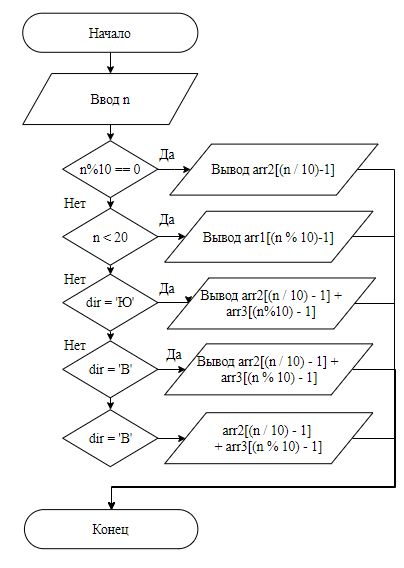 Начало
Ввод n
n%10 == 0
Да
Вывод arr2[(n / 10)-1]
Нет
n < 20
Да
Вывод arr1[(n % 10)-1]
Нет
dir = 'Ю'
Да
Вывод arr2[(n / 10) - 1] +
arr3[(n%10) - 1]
Нет
dir = 'В'
Да
Вывод arr2[(n / 10) - 1] +
arr3[(n % 10) - 1]
dir = 'В'
arr2[(n / 10) - 1]
+ arr3[(n % 10) - 1]
Конец